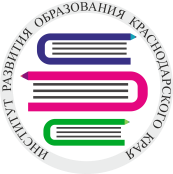 ИНСТИТУТ РАЗВИТИЯ ОБРАЗОВАНИЯ КРАСНОДАРСКОГО КРАЯ